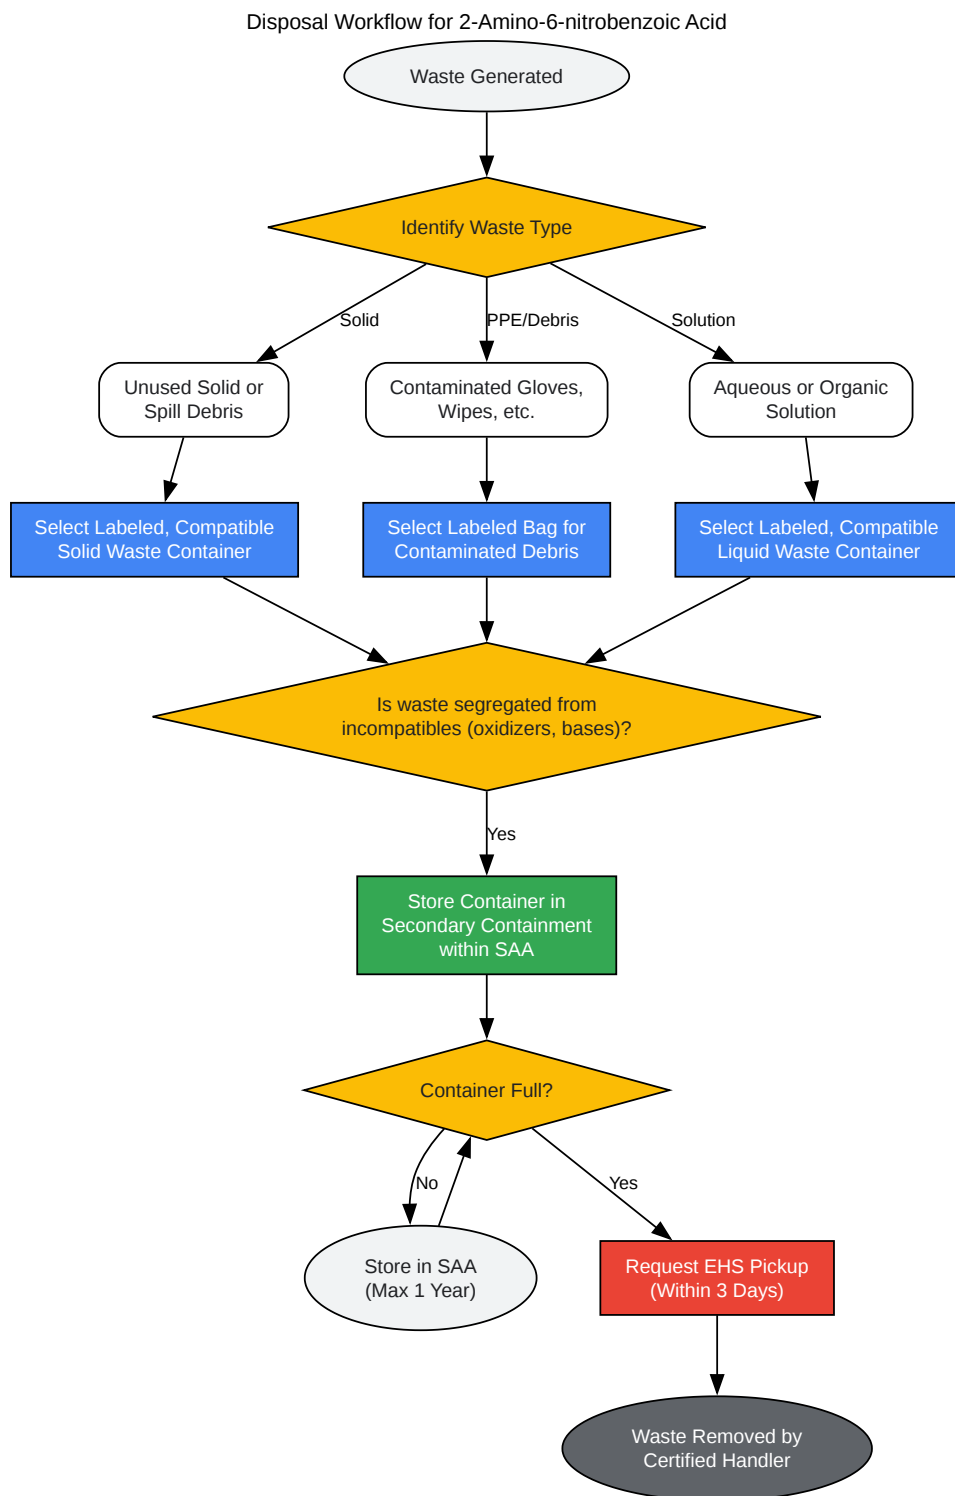 Disposal Workflow for 2-Amino-6-nitrobenzoic Acid
Waste Generated
Identify Waste Type
Solid
PPE/Debris
Solution
Unused Solid or
Spill Debris
Contaminated Gloves,
Wipes, etc.
Aqueous or Organic
Solution
Select Labeled, Compatible
Solid Waste Container
Select Labeled Bag for
Contaminated Debris
Select Labeled, Compatible
Liquid Waste Container
Is waste segregated from
incompatibles (oxidizers, bases)?
Yes
Store Container in
Secondary Containment
within SAA
Container Full?
No
Yes
Store in SAA
(Max 1 Year)
Request EHS Pickup
(Within 3 Days)
Waste Removed by
Certified Handler